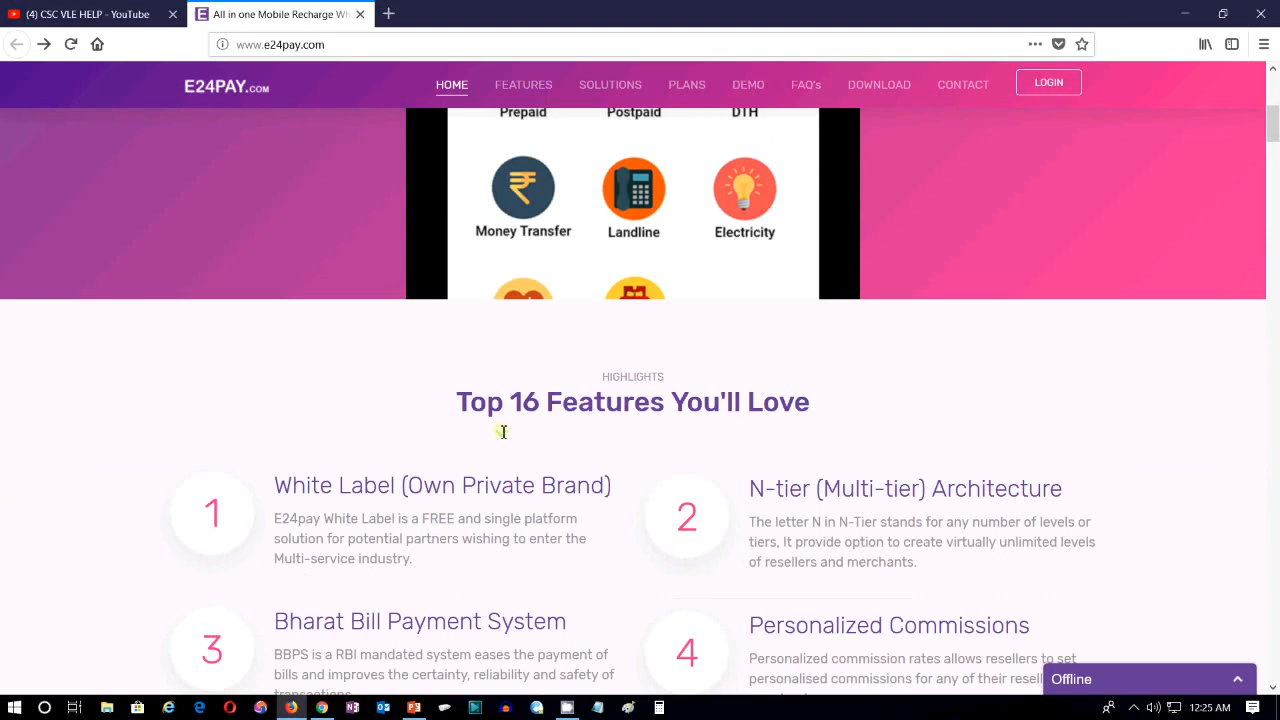 (4) CSC VLE HELP - YouTube
All in one Mobile Recharge Wh
www.e24pay.com
E24PAY.COM
HOME
FEATURES
SOLUTIONS
PLANS
DEMO
FAQ's
DOWNLOAD
CONTACT
LOGIN
Prepaid
Postpaid
DTH
Money Transfer
Landline
Electricity
HIGHLIGHTS
Top 16 Features You'll Love
1
White Label (Own Private Brand)
E24pay White Label is a FREE and single platform
solution for potential partners wishing to enter the
Multi-service industry.
2
N-tier (Multi-tier) Architecture
The letter N in N-Tier stands for any number of levels or
tiers, It provide option to create virtually unlimited levels
of resellers and merchants.
3
Bharat Bill Payment System
BBPS is a RBI mandated system eases the payment of
bills and improves the certainty, reliability and safety of
transactions
4
Personalized Commissions
Personalized commission rates allows resellers to set
personalised commissions for any of their
Offline
12:25 AM